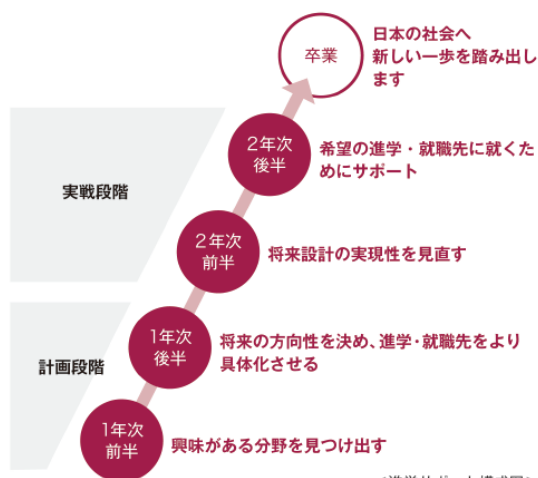 卒業
日本の社会へ
新しい一歩を踏み出し
ます
2年次
後半
希望の進学・就職先に就くた
めにサポート
実戦段階
2年次
前半
将来設計の実現性を見直す
1年次
後半
将来の方向性を決め、進学・就職先をより
具体化させる
計画段階
1年次
前半
興味がある分野を見つけ出す